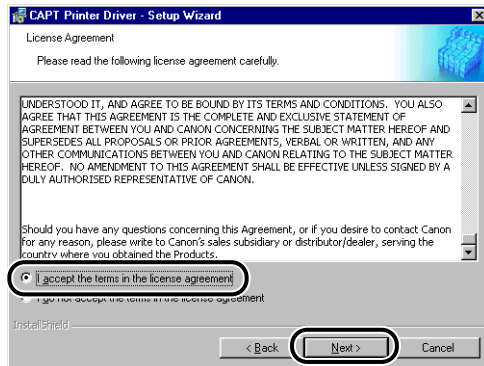 CAPT Printer Driver - Setup Wizard
License Agreement
Please read the following license agreement carefully.
UNDERSTOOD IT, AND AGREE TO BE BOUND BY ITS TERMS AND CONDITIONS.  YOU ALSO
AGREE THAT THIS AGREEMENT IS THE COMPLETE AND EXCLUSIVE STATEMENT OF
AGREEMENT BETWEEN YOU AND CANON CONCERNING THE SUBJECT MATTER HEREOF AND
SUPERSEDES ALL PROPOSALS OR PRIOR AGREEMENTS, VERBAL OR WRITTEN, AND ANY
OTHER COMMUNICATIONS BETWEEN YOU AND CANON RELATING TO THE SUBJECT MATTER
HEREOF.  NO AMENDMENT TO THIS AGREEMENT SHALL BE EFFECTIVE UNLESS SIGNED BY A
DULY AUTHORISED REPRESENTATIVE OF CANON.
Should you have any questions concerning this Agreement, or if you desire to contact Canon
for any reason, please write to Canon's sales subsidiary or distributor/dealer, serving the
country where you obtained the Products.
I accept the terms in the license agreement
I do not accept the terms in the license agreement
InstallShield
< Back Next > Cancel